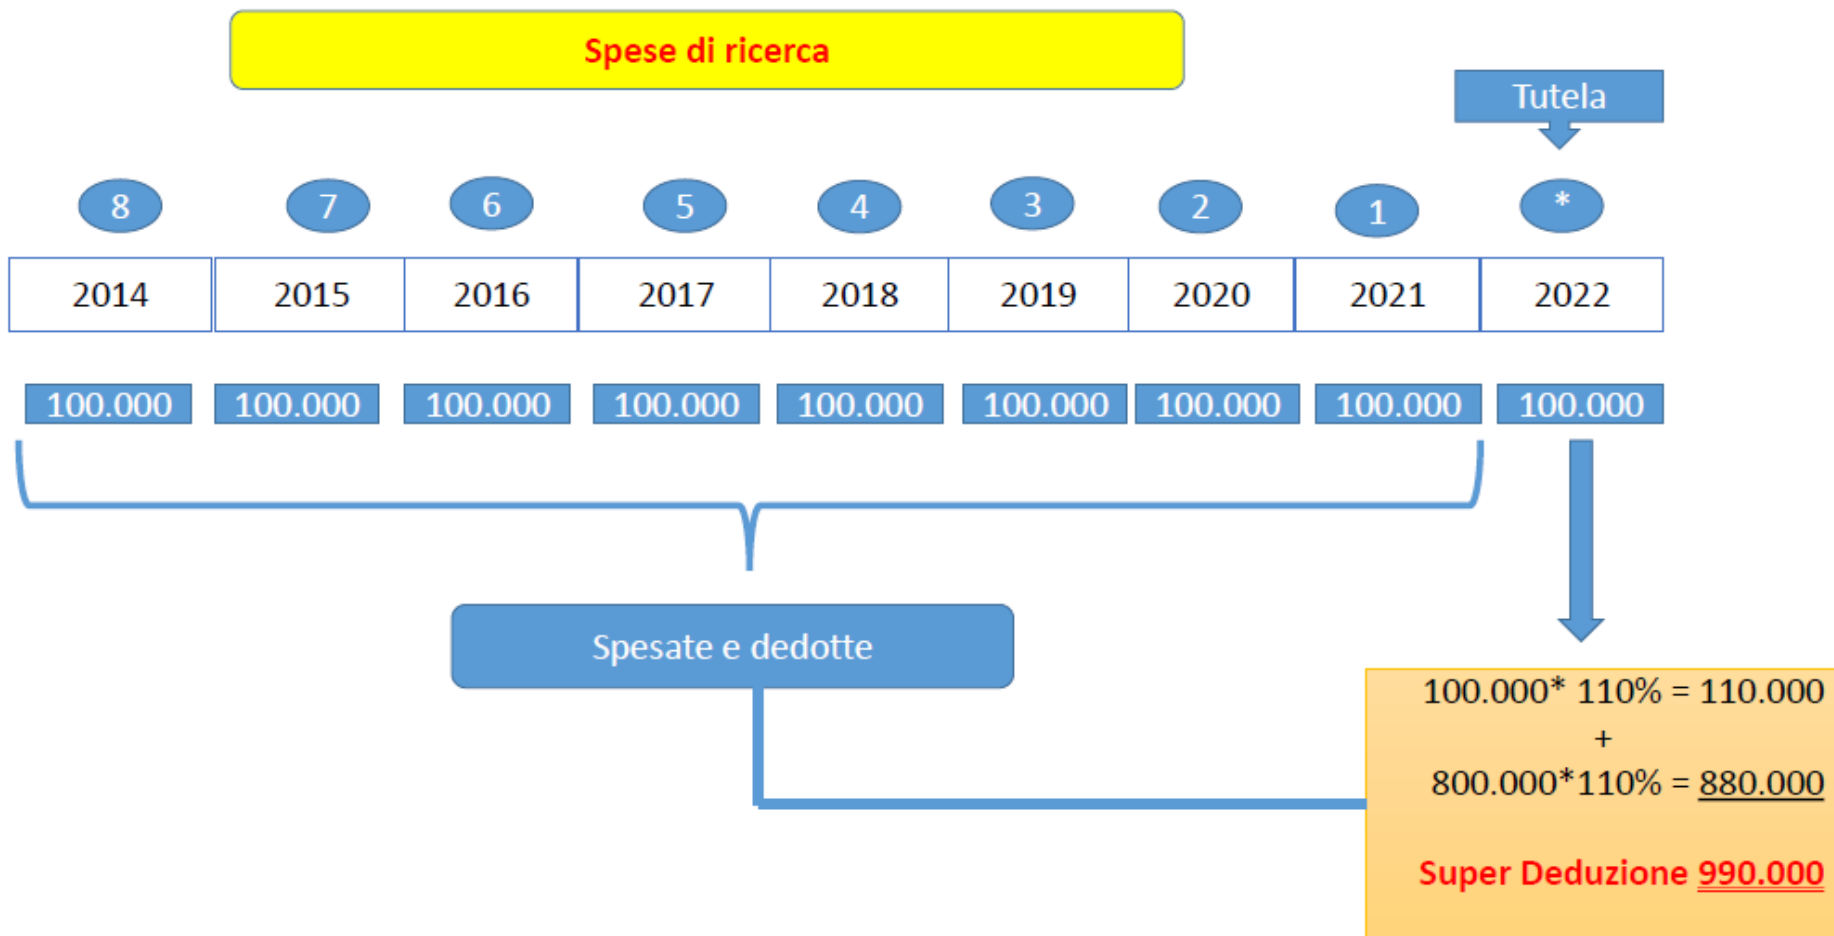 Spese di ricerca
Tutela
8 7 6 5 4 3 2 1 *
2014 2015 2016 2017 2018 2019 2020 2021 2022
100.000 100.000 100.000 100.000 100.000 100.000 100.000 100.000 100.000
Spesate e dedotte
100.000* 110% = 110.000
+
800.000*110% = 880.000
Super Deduzione 990.000